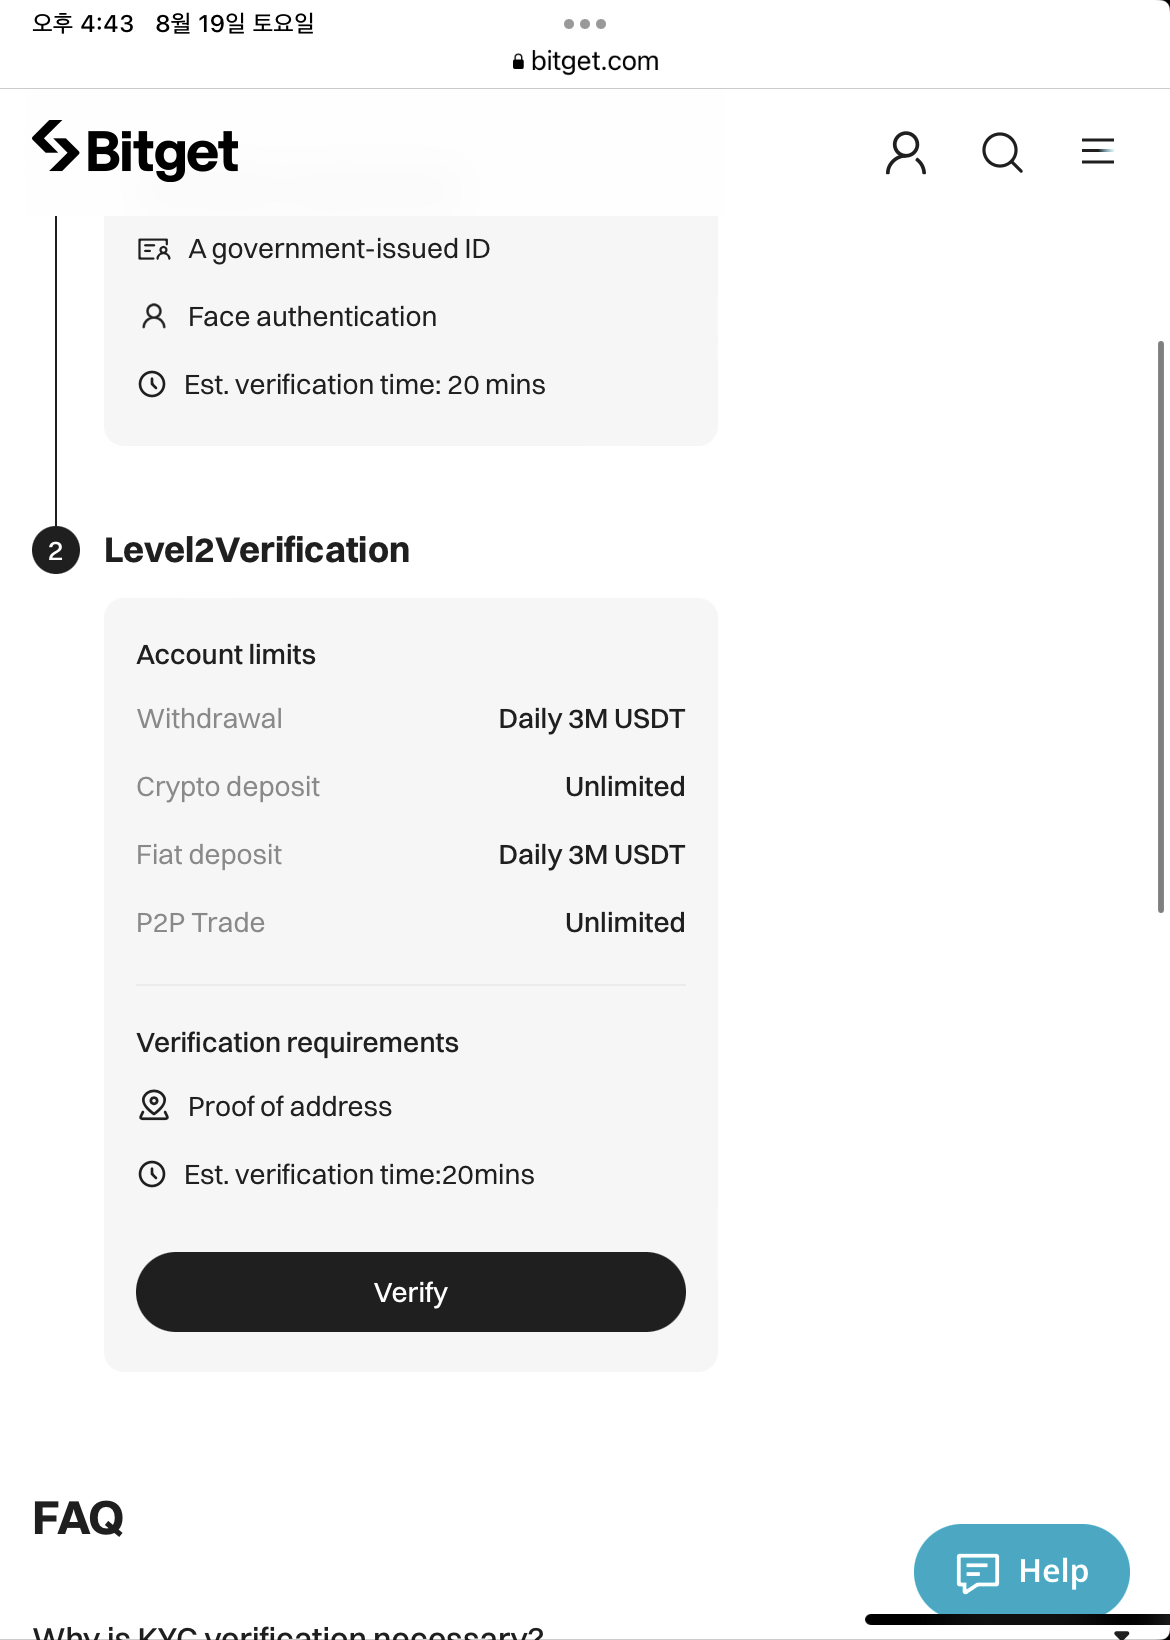 오후 4:43 8월 19일 토요일
bitget.com
Bitget
A government-issued ID
Face authentication
Est. verification time: 20 mins
2 Level2Verification
Account limits
Withdrawal Daily 3M USDT
Crypto deposit Unlimited
Fiat deposit Daily 3M USDT
P2P Trade Unlimited
Verification requirements
Proof of address
Est. verification time:20mins
Verify
FAQ
Help
Why is KYC verification necessary?